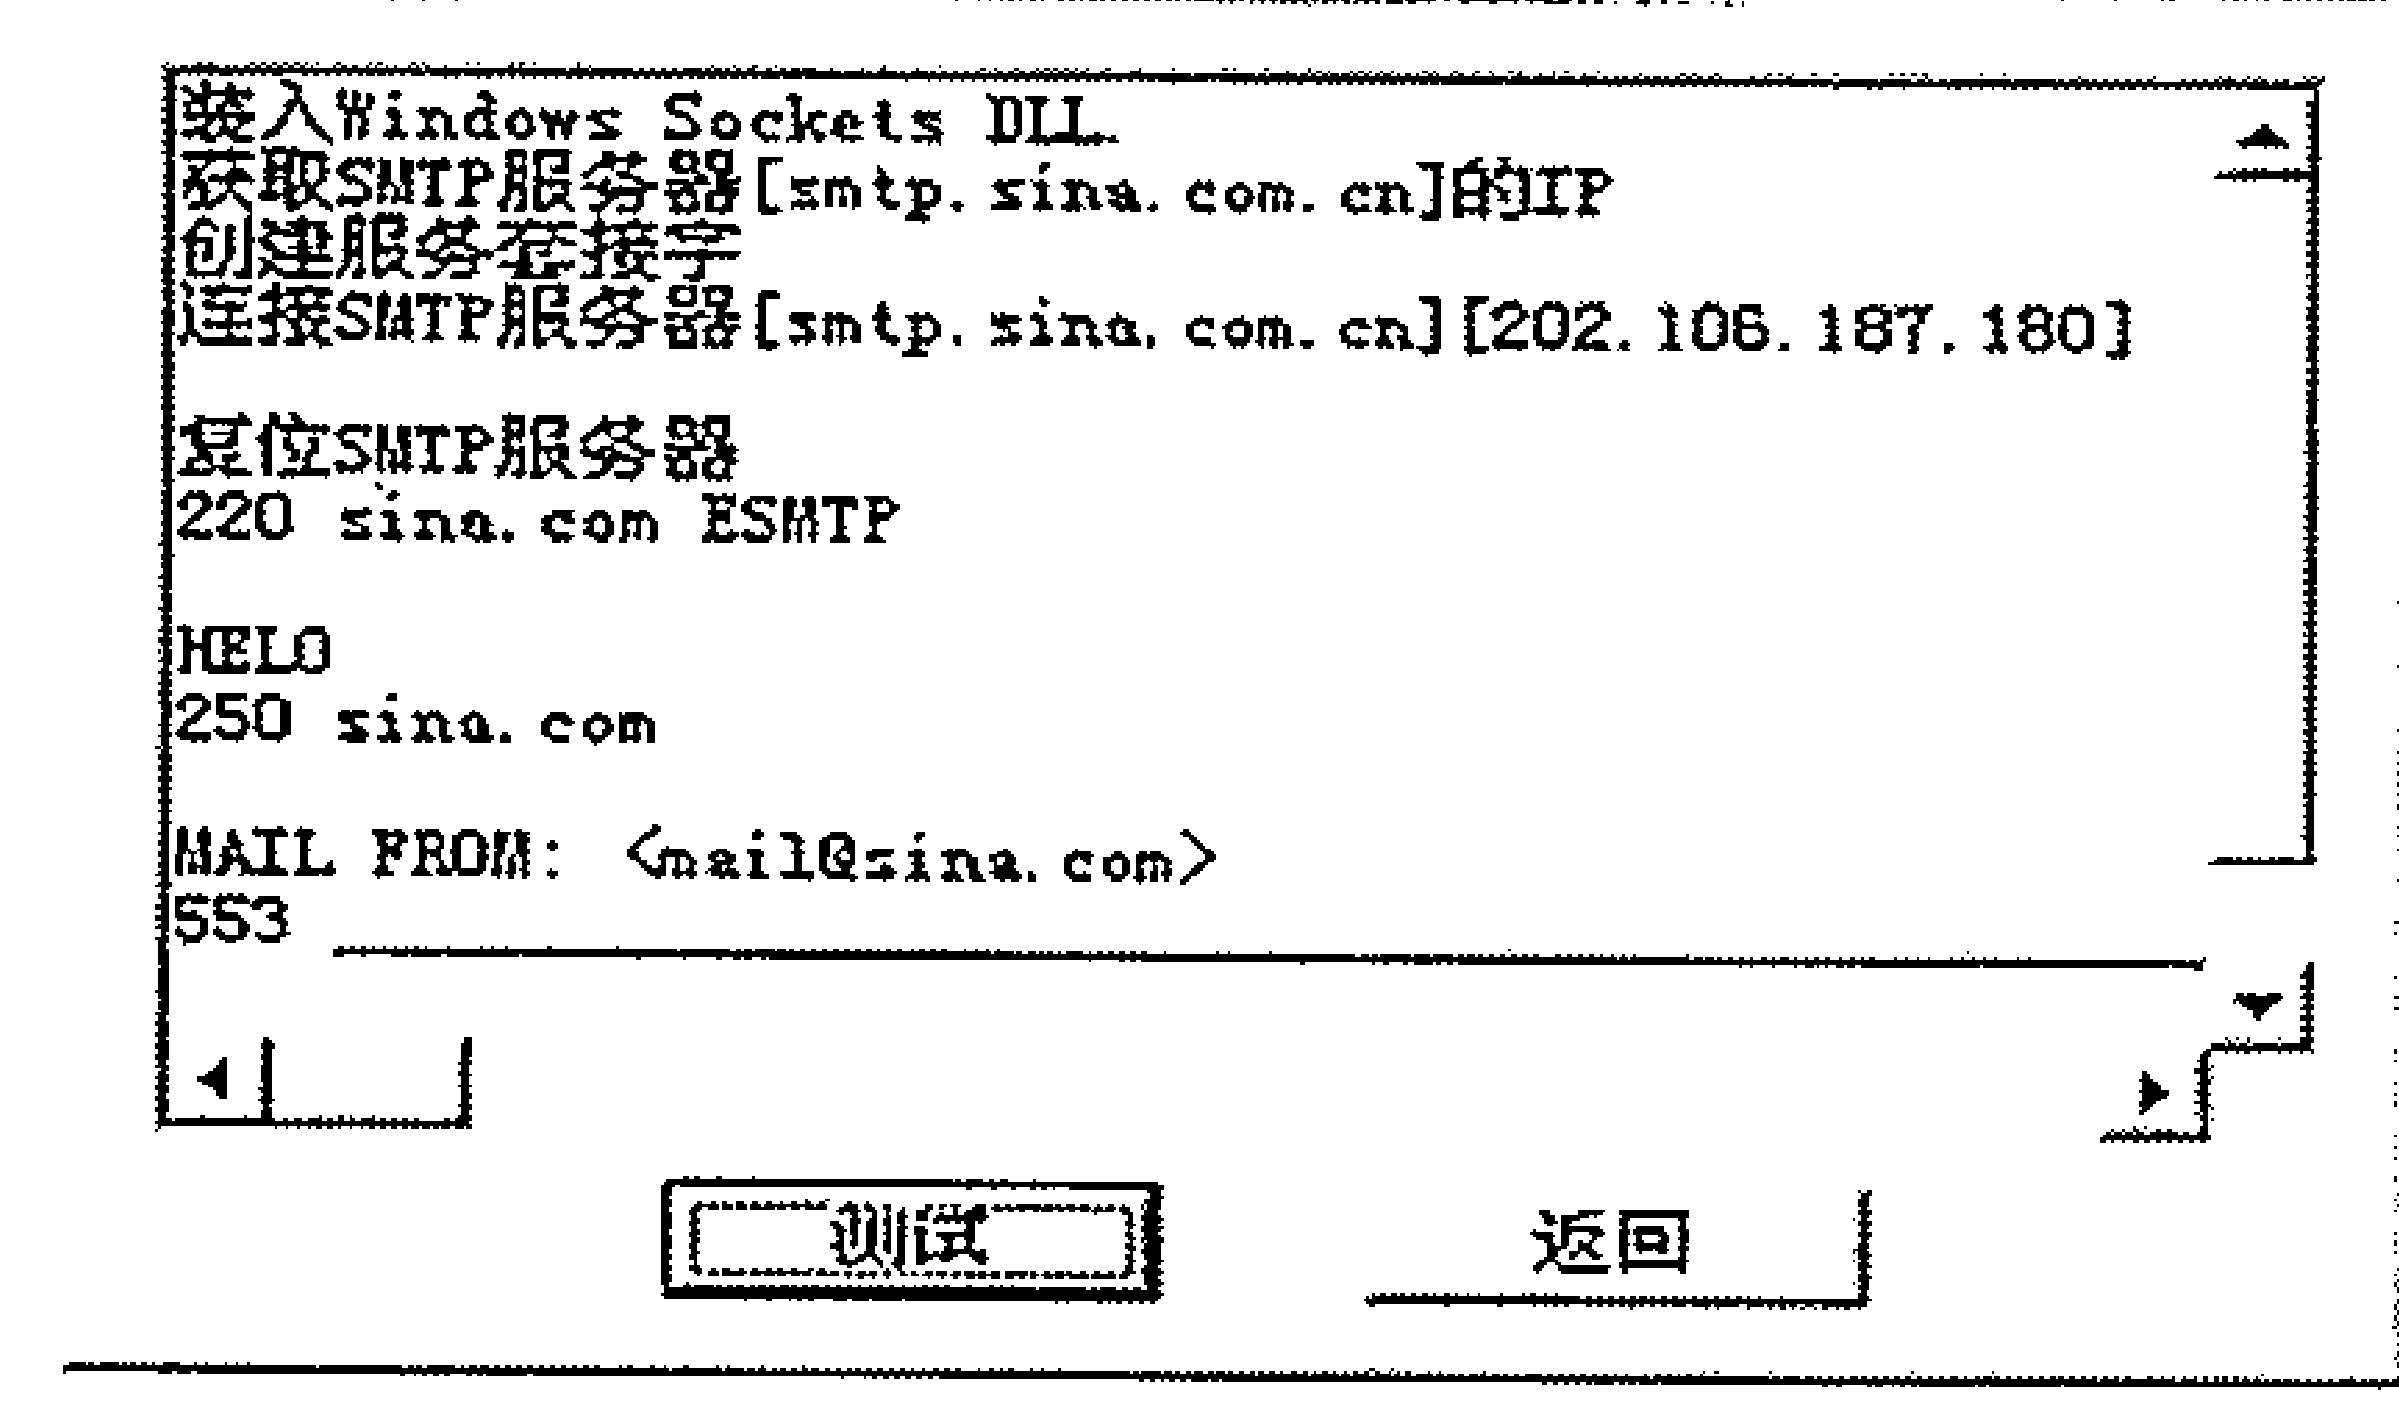 装入Windows Sockets DLL
获取SMTP服务器[smtp.sina.com.cn]的IP
创建服务套接字
连接SMTP服务器[smtp.sina.com.cn][202.106.187.180]
复位SMTP服务器
220 sina.com ESMTP
HELO
250 sina.com
MAIL FROM: <mail@sina.com>
553
测试
返回